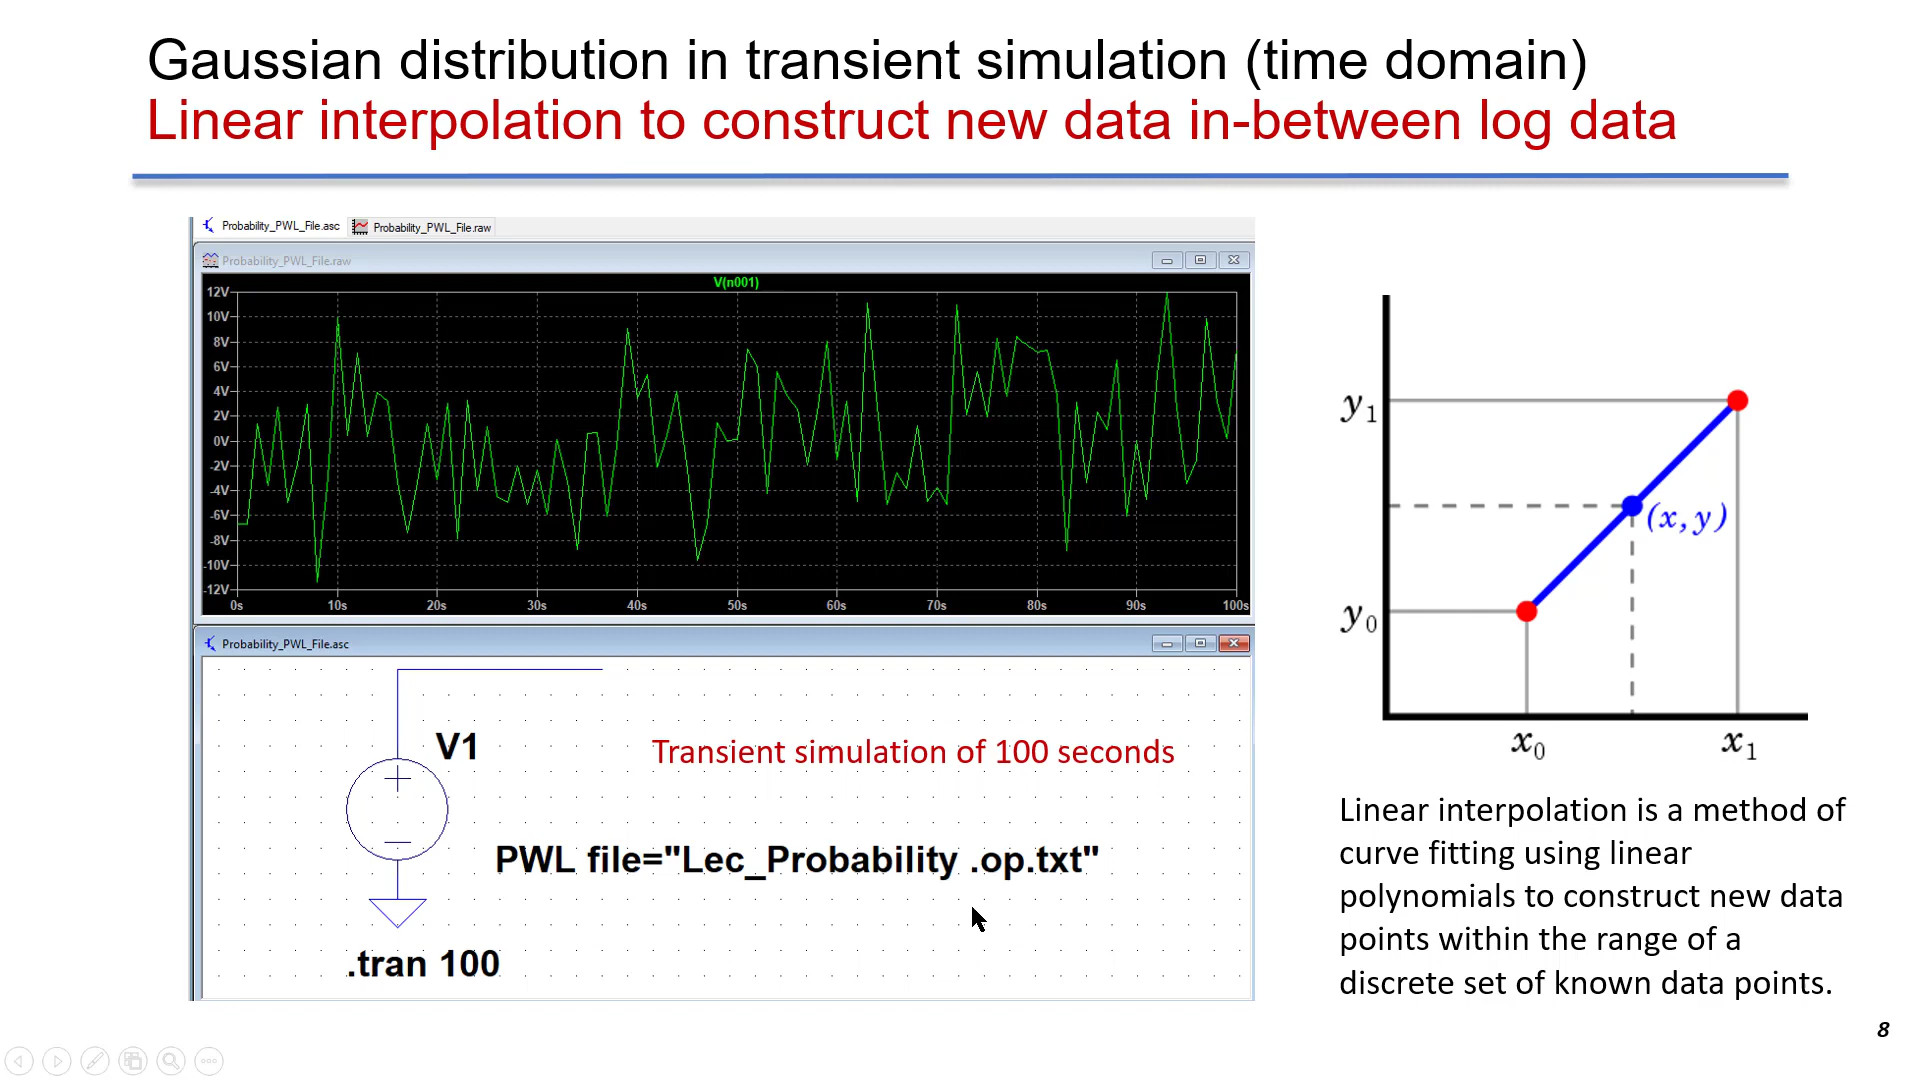 Gaussian distribution in transient simulation (time domain)
Linear interpolation to construct new data in-between log data
Probability_PWL_File.asc
Probability_PWL_File.raw
Probability_PWL_File.raw
V(n001)
12V
10V
8V
6V
4V
2V
0V
-2V
-4V
-6V
-8V
-10V
-12V
0s 10s 20s 30s 40s 50s 60s 70s 80s 90s 100s
Probability_PWL_File.asc
V1
Transient simulation of 100 seconds
PWL file="Lec_Probability .op.txt"
.tran 100
y1
(x, y)
y0
x0 x1
Linear interpolation is a method of
curve fitting using linear
polynomials to construct new data
points within the range of a
discrete set of known data points.
8